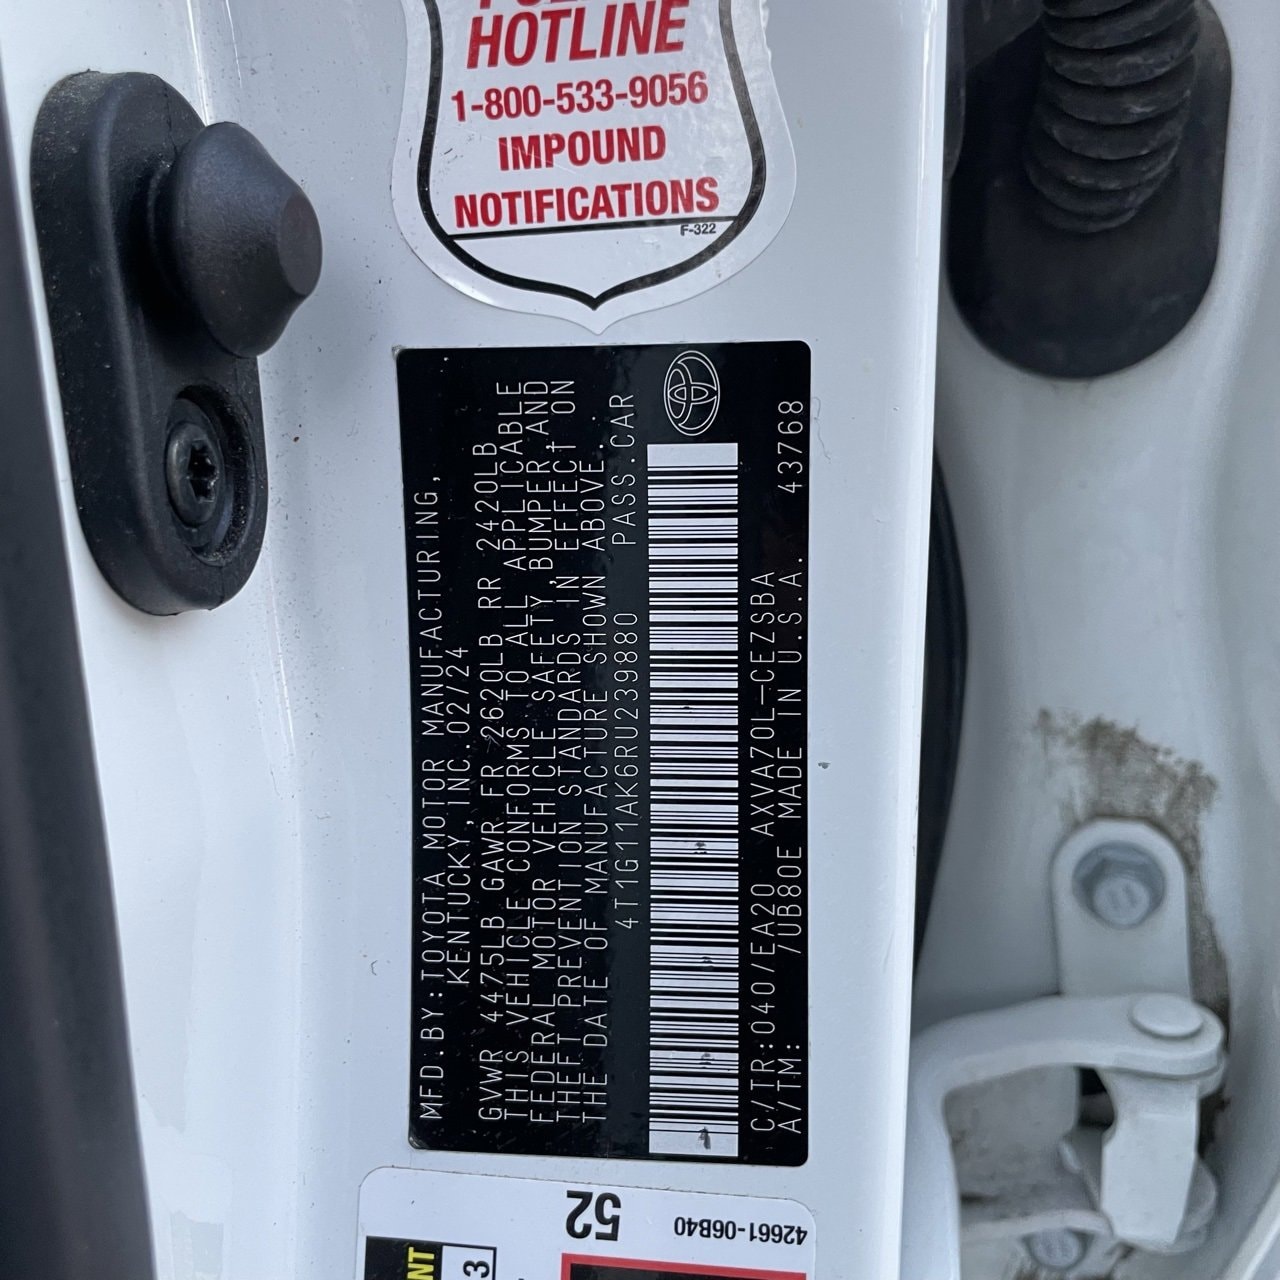 HOTLINE
1-800-533-9056
IMPOUND
NOTIFICATIONS
F-322
MFD.BY:TOYOTA MOTOR MANUFACTURING,
KENTUCKY,INC.02/24
GVWR 4475LB GAWR FR 2620LB RR 2420LB
THIS VEHICLE CONFORMS TO ALL APPLICABLE
FEDERAL MOTOR VEHICLE SAFETY,BUMPER,AND
THEFT PREVENTION STANDARDS IN EFFECT ON
THE DATE OF MANUFACTURE SHOWN ABOVE.
4T1G11AK6RU239880 PASS.CAR
C/TR:040/EA20 AXVA70L-CEZSBA
A/TM: 7UB80E MADE IN U.S.A. 43768
52
42661-06B40
3